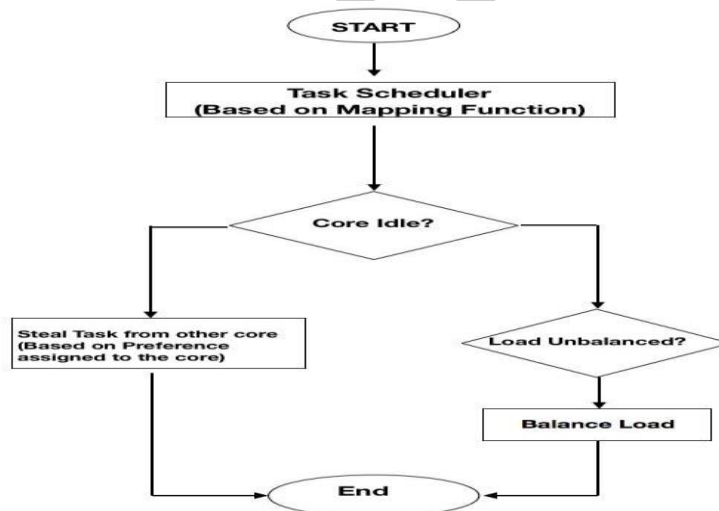 START
Task Scheduler
(Based on Mapping Function)
Core Idle?
Steal Task from other core
(Based on Preference
assigned to the core)
Load Unbalanced?
Balance Load
End